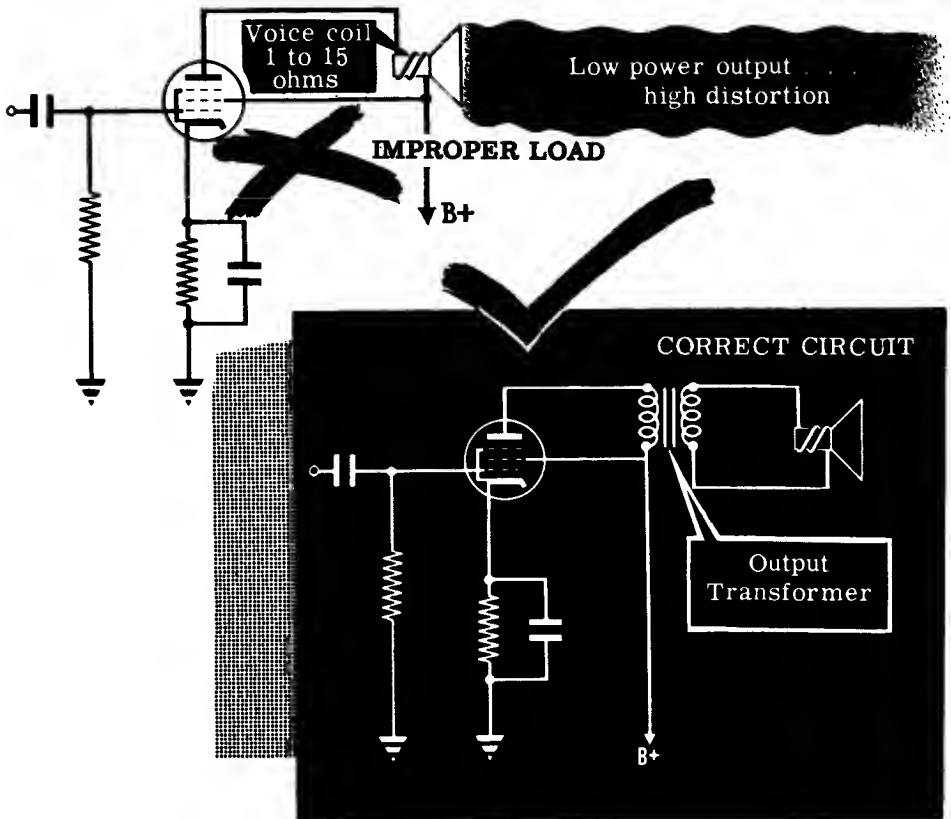 Voice coil
1 to 15
ohms
Low power output . . .
high distortion
IMPROPER LOAD
B+
CORRECT CIRCUIT
Output
Transformer
B+